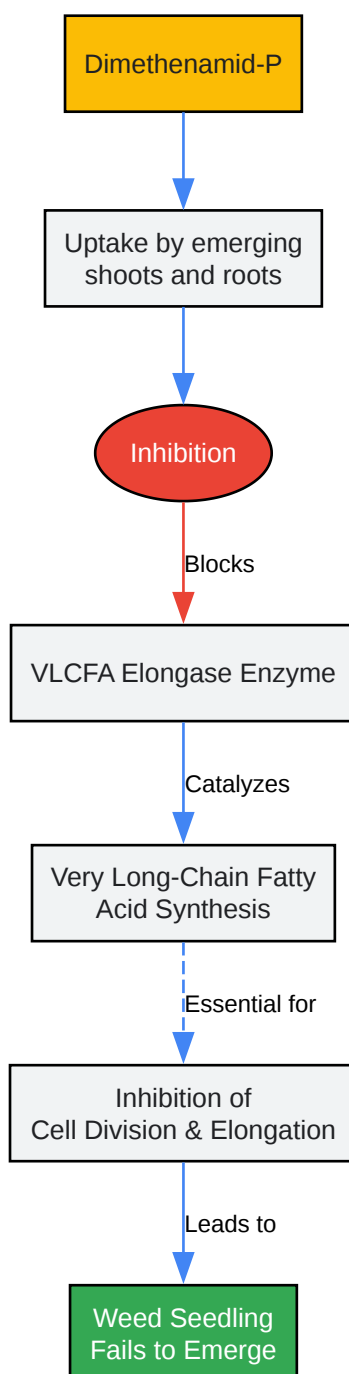 Dimethenamid-P
Uptake by emerging
shoots and roots
Inhibition
Blocks
VLCFA Elongase Enzyme
Catalyzes
Very Long-Chain Fatty
Acid Synthesis
Essential for
Inhibition of
Cell Division & Elongation
Leads to
Weed Seedling
Fails to Emerge